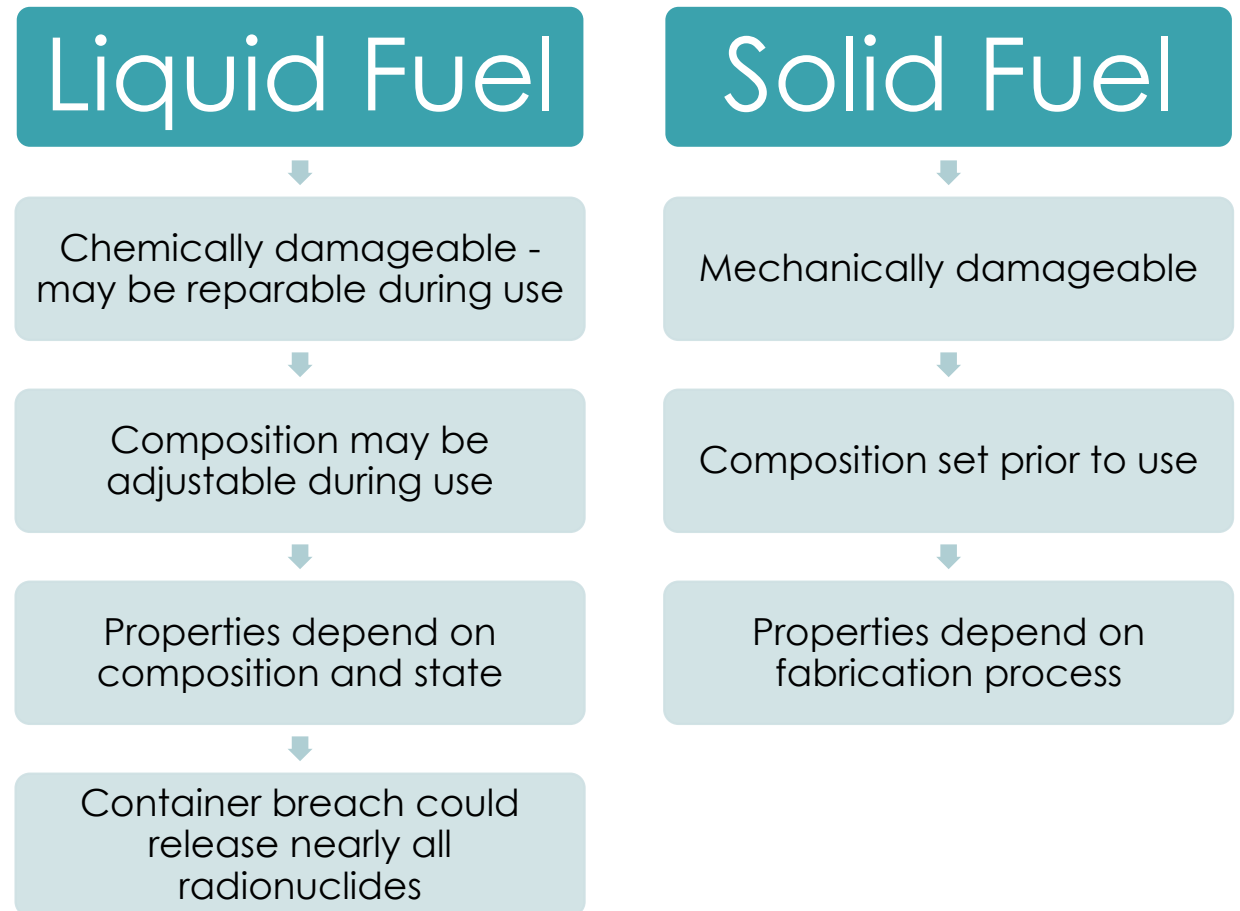 Liquid Fuel
Chemically damageable -
may be reparable during use
Composition may be
adjustable during use
Properties depend on
composition and state
Container breach could
release nearly all
radionuclides
Solid Fuel
Mechanically damageable
Composition set prior to use
Properties depend on
fabrication process